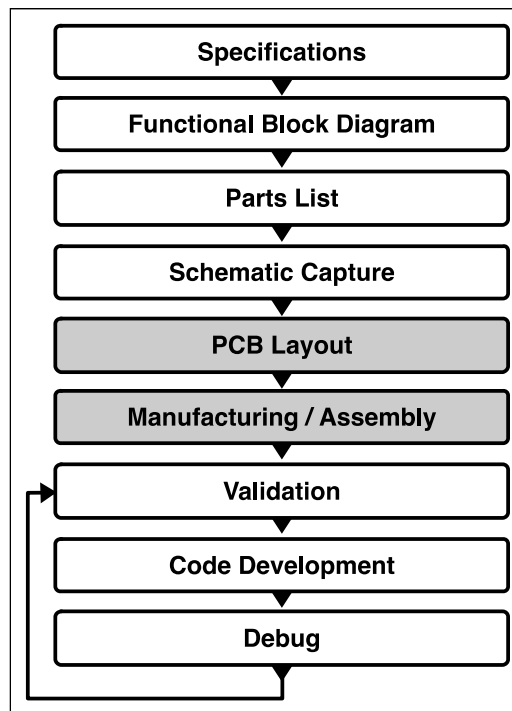 Specifications
Functional Block Diagram
Parts List
Schematic Capture
PCB Layout
Manufacturing / Assembly
Validation
Code Development
Debug